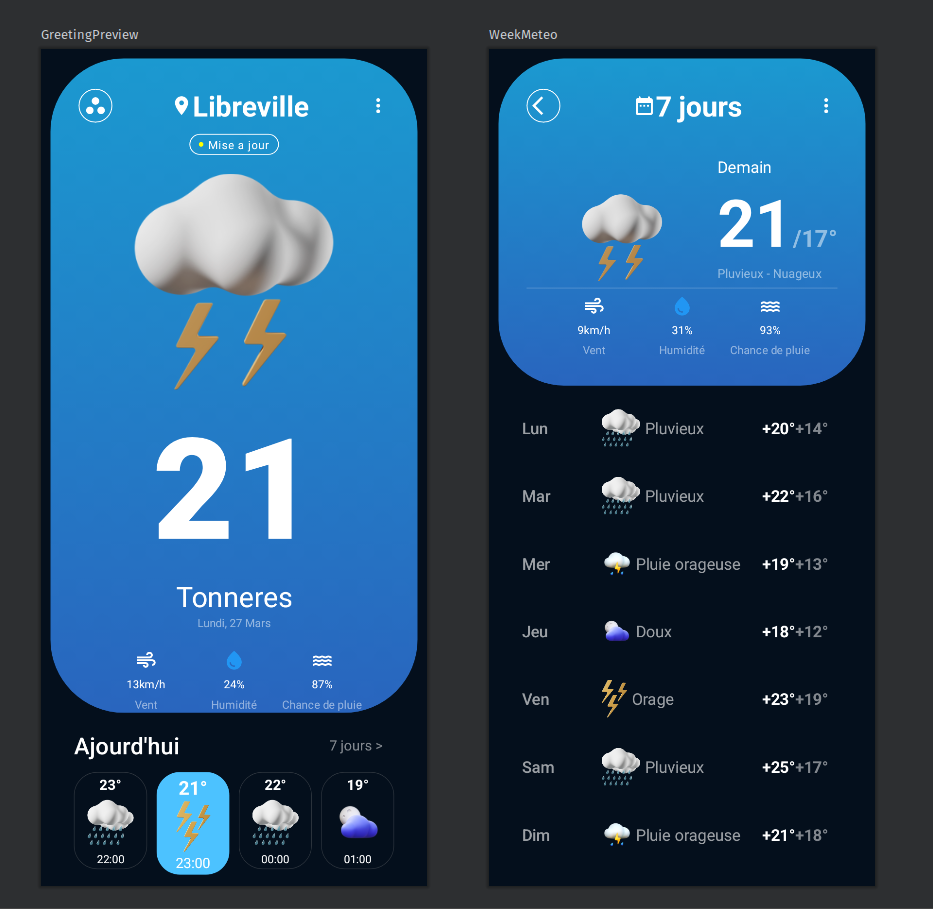 GreetingPreview
Libreville
Mise a jour
21
Tonneres
Lundi, 27 Mars
13km/h 24% 87%
Vent Humidité Chance de pluie
Ajourd'hui 7 jours >
23° 21° 22° 19°
22:00 23:00 00:00 01:00
WeekMeteo
7 jours
Demain
21/17°
Pluvieux - Nuageux
9km/h 31% 93%
Vent Humidité Chance de pluie
Lun Pluvieux +20°+14°
Mar Pluvieux +22°+16°
Mer Pluie orageuse +19°+13°
Jeu Doux +18°+12°
Ven Orage +23°+19°
Sam Pluvieux +25°+17°
Dim Pluie orageuse +21°+18°